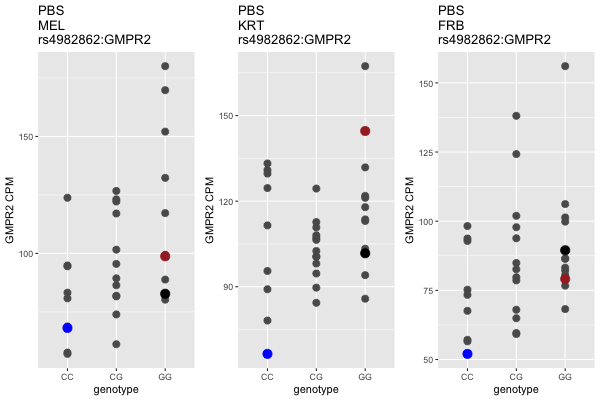 PBS
MEL
rs4982862:GMPR2
150
100
GMPR2 CPM
CC
CG
GG
genotype
PBS
KRT
rs4982862:GMPR2
150
120
90
GMPR2 CPM
CC
CG
GG
genotype
PBS
FRB
rs4982862:GMPR2
150
125
100
75
50
GMPR2 CPM
CC
CG
GG
genotype